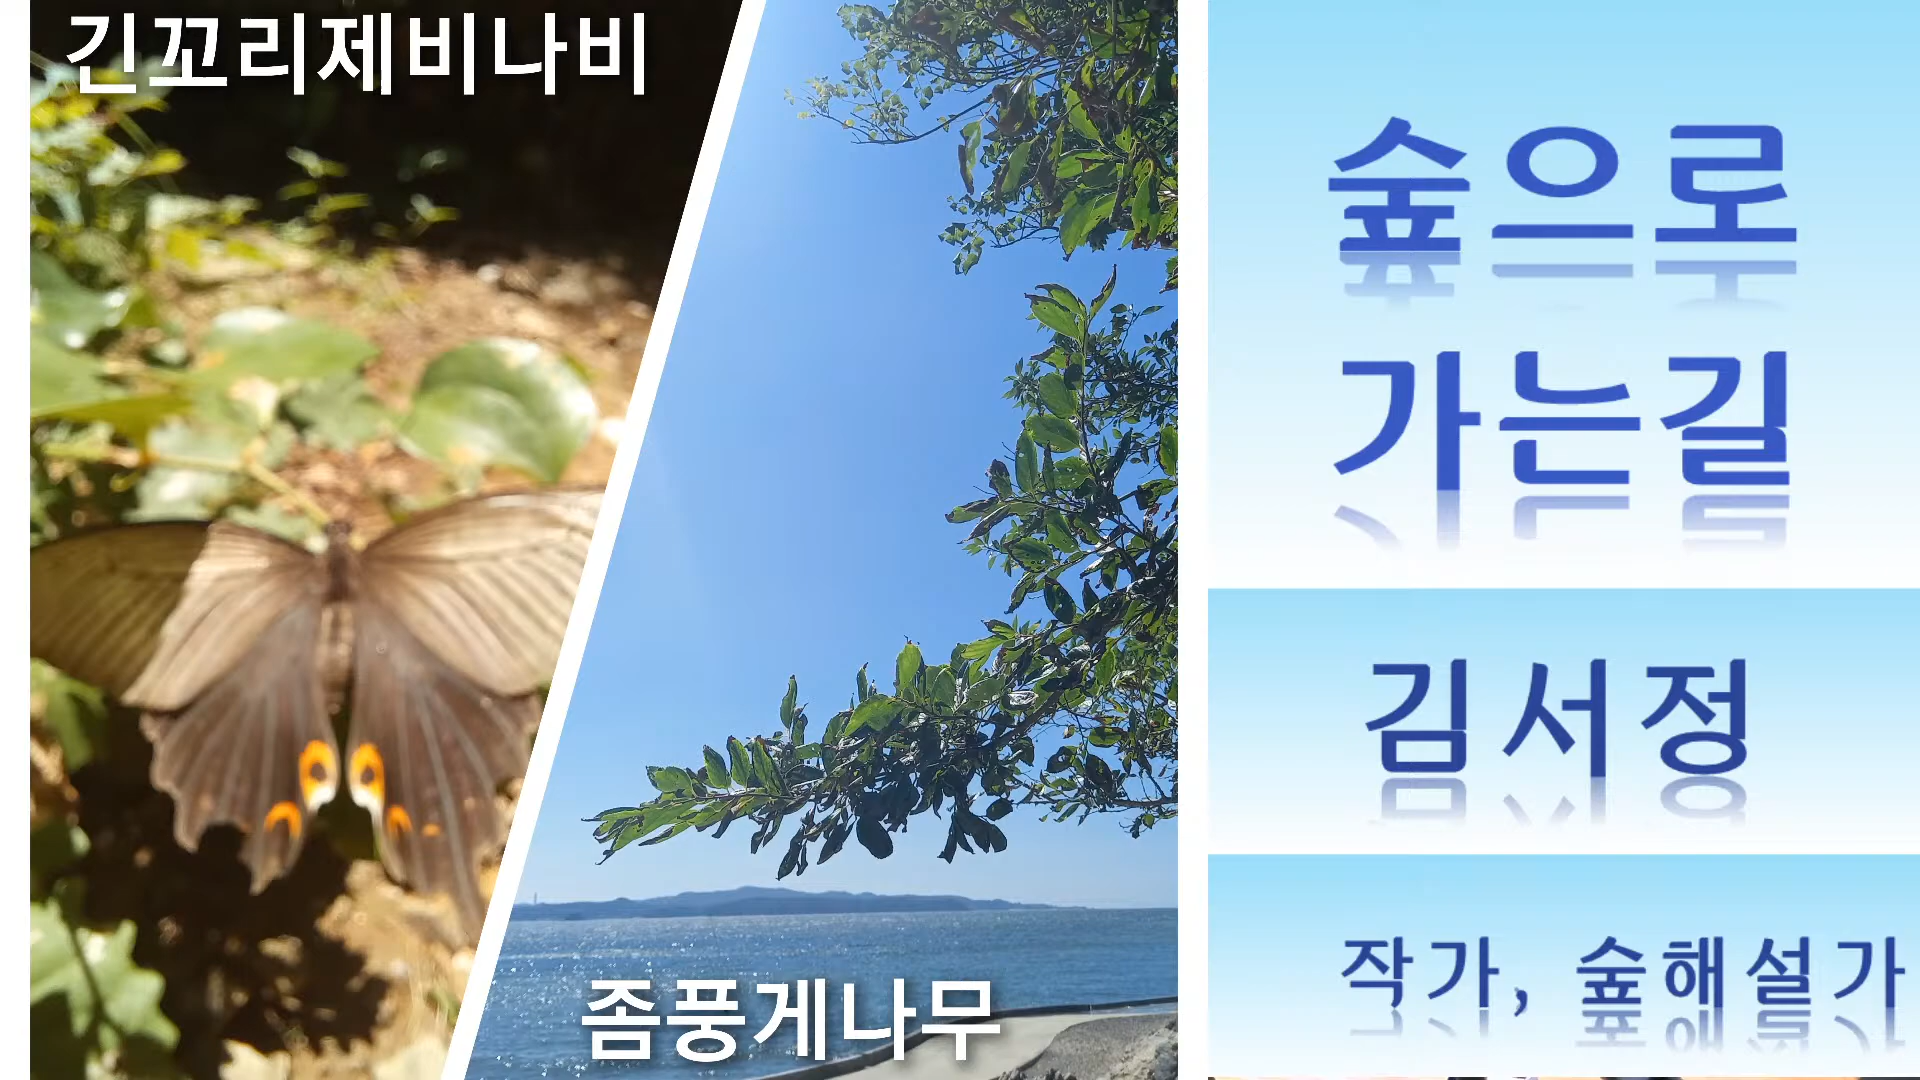 긴꼬리제비나비
좀풍게나무
숲으로
가는길
김서정
작가, 숲해설가